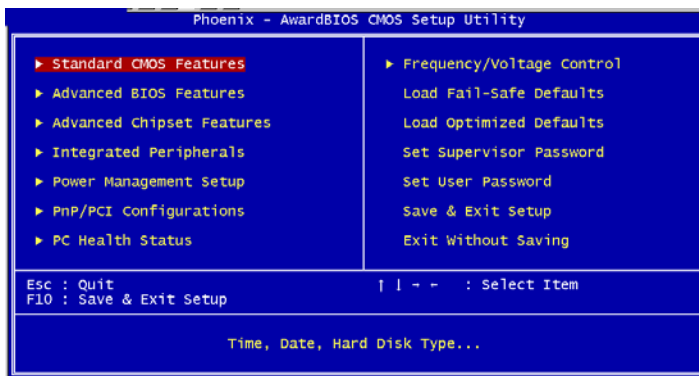 Phoenix - AwardBIOS CMOS Setup Utility
► Standard CMOS Features
► Advanced BIOS Features
► Advanced Chipset Features
► Integrated Peripherals
► Power Management Setup
► PnP/PCI Configurations
► PC Health Status
► Frequency/Voltage Control
Load Fail-Safe Defaults
Load Optimized Defaults
Set Supervisor Password
Set User Password
Save & Exit Setup
Exit Without Saving
Esc : Quit
F10 : Save & Exit Setup
↑ ↓ → ← : Select Item
Time, Date, Hard Disk Type...